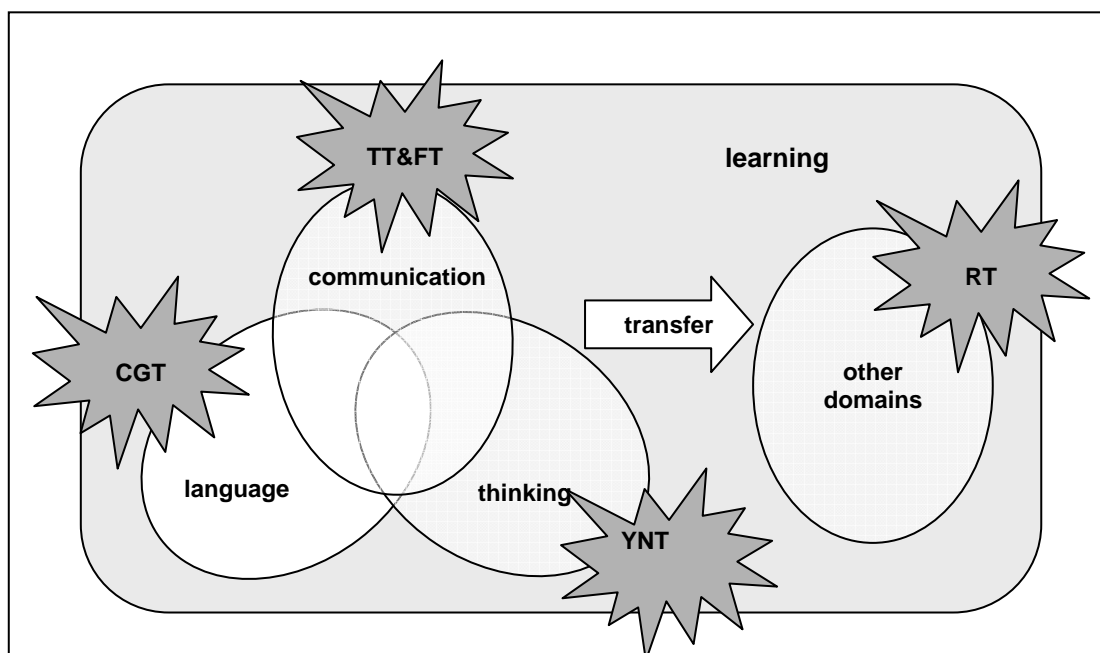 TT&FT
learning
communication
RT
transfer
CGT
other
domains
language
thinking
YNT